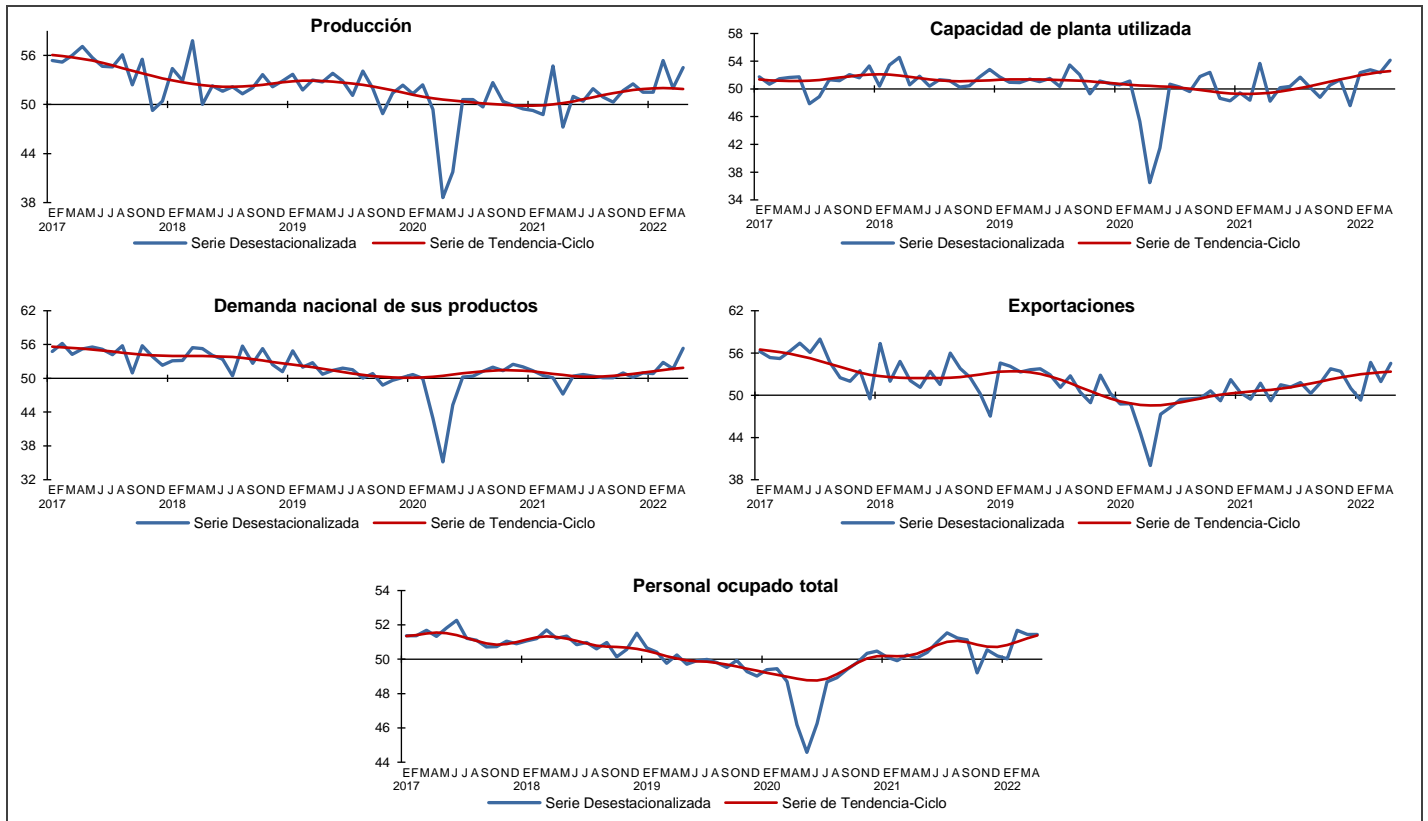 Producción
56
50
44
38
E F M A M J J A S O N D E F M A M J J A S O N D E F M A M J J A S O N D E F M A M J J A S O N D E F M A M J J A S O N D E F M A
2017 2018 2019 2020 2021 2022
Serie Desestacionalizada Serie de Tendencia-Ciclo
Capacidad de planta utilizada
58
54
50
46
42
38
34
E F M A M J J A S O N D E F M A M J J A S O N D E F M A M J J A S O N D E F M A M J J A S O N D E F M A M J J A S O N D E F M A
2017 2018 2019 2020 2021 2022
Serie Desestacionalizada Serie de Tendencia-Ciclo
Demanda nacional de sus productos
62
56
50
44
38
32
E F M A M J J A S O N D E F M A M J J A S O N D E F M A M J J A S O N D E F M A M J J A S O N D E F M A M J J A S O N D E F M A
2017 2018 2019 2020 2021 2022
Serie Desestacionalizada Serie de Tendencia-Ciclo
Exportaciones
62
56
50
44
38
E F M A M J J A S O N D E F M A M J J A S O N D E F M A M J J A S O N D E F M A M J J A S O N D E F M A M J J A S O N D E F M A
2017 2018 2019 2020 2021 2022
Serie Desestacionalizada Serie de Tendencia-Ciclo
Personal ocupado total
54
52
50
48
46
44
E F M A M J J A S O N D E F M A M J J A S O N D E F M A M J J A S O N D E F M A M J J A S O N D E F M A M J J A S O N D E F M A
2017 2018 2019 2020 2021 2022
Serie Desestacionalizada Serie de Tendencia-Ciclo